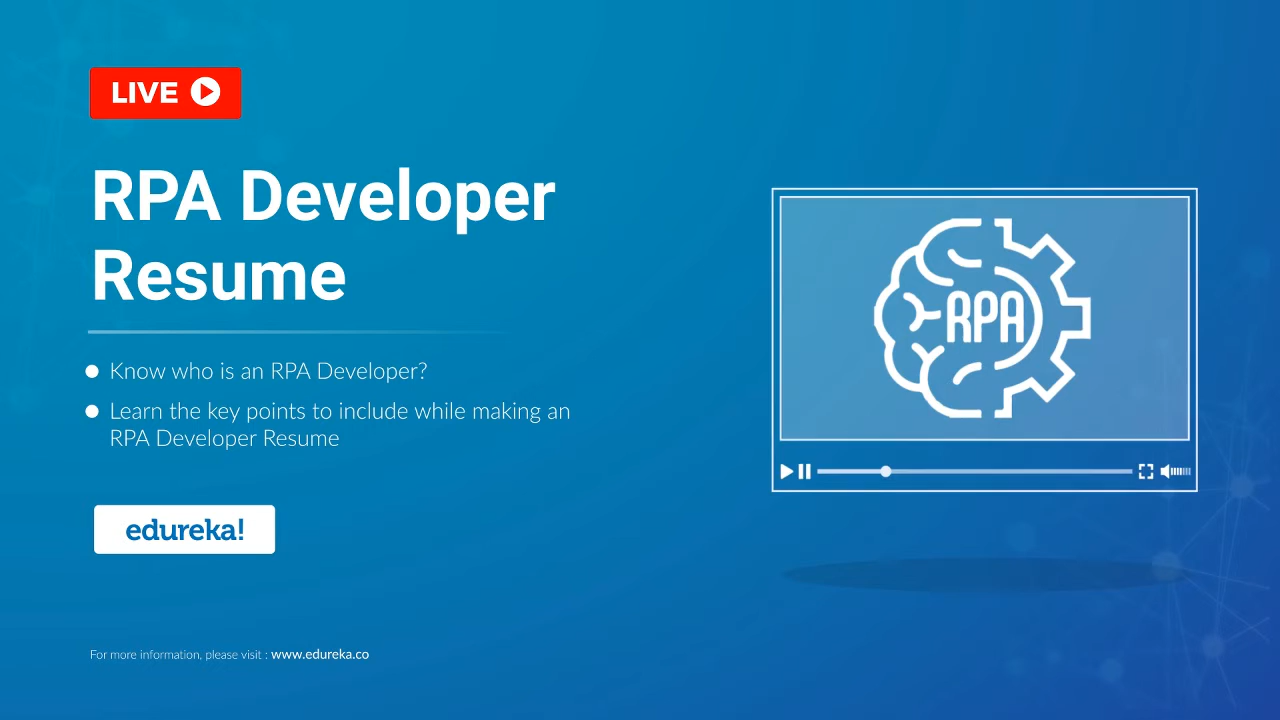 LIVE
RPA Developer
Resume
Know who is an RPA Developer?
Learn the key points to include while making an
RPA Developer Resume
edureka!
For more information, please visit : www.edureka.co
RPA